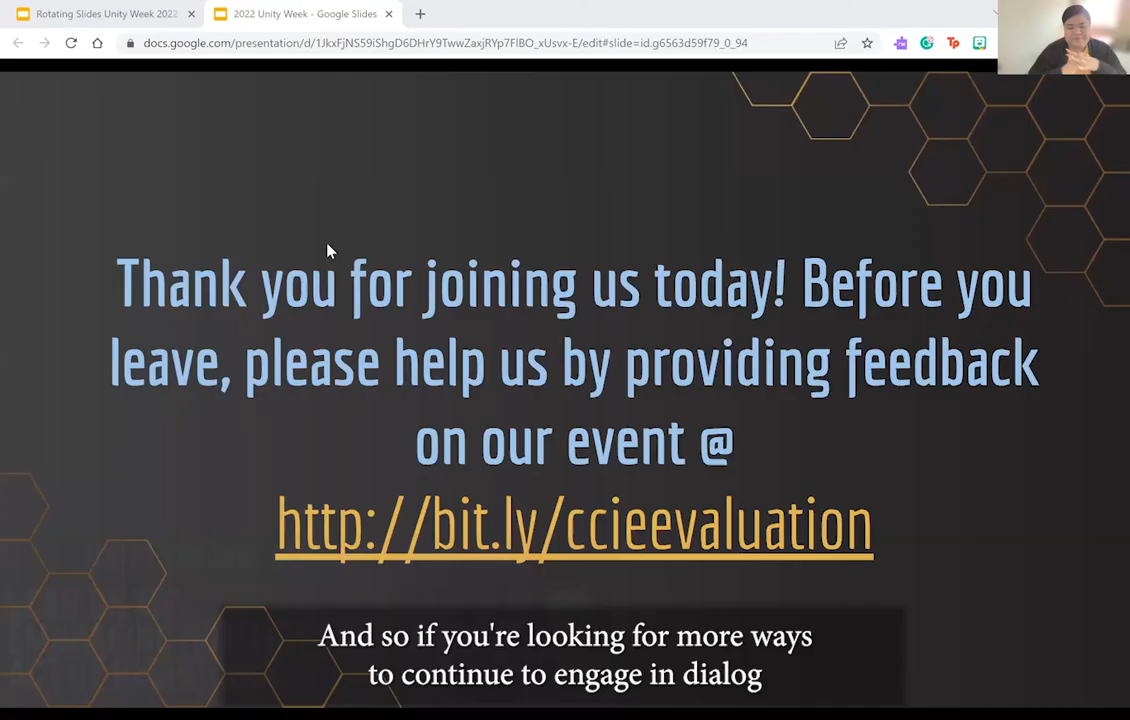 Rotating Slides Unity Week 2022
2022 Unity Week - Google Slides
docs.google.com/presentation/d/1JkxFjNS59iShgD6DHrY9TwwZaxjRYp7FlBO_xUsvx-E/edit#slide=id.g6563d59f79_0_94
Tp
Thank you for joining us today! Before you
leave, please help us by providing feedback
on our event @
http://bit.ly/ccieevaluation
And so if you're looking for more ways
to continue to engage in dialog